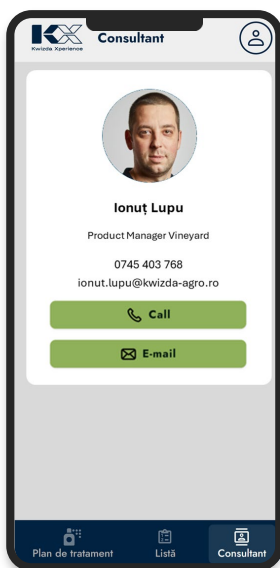 KX
Kwizda Xperience
Consultant
Ionuț Lupu
Product Manager Vineyard
0745 403 768
ionut.lupu@kwizda-agro.ro
Call
E-mail
Plan de tratament
Listă
Consultant